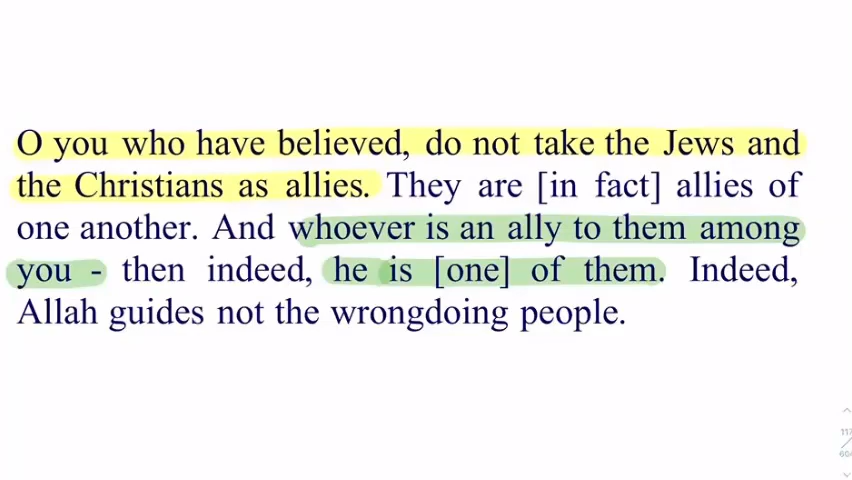 O you who have believed, do not take the Jews and
the Christians as allies. They are [in fact] allies of
one another. And whoever is an ally to them among
you - then indeed, he is [one] of them. Indeed,
Allah guides not the wrongdoing people.
117
604